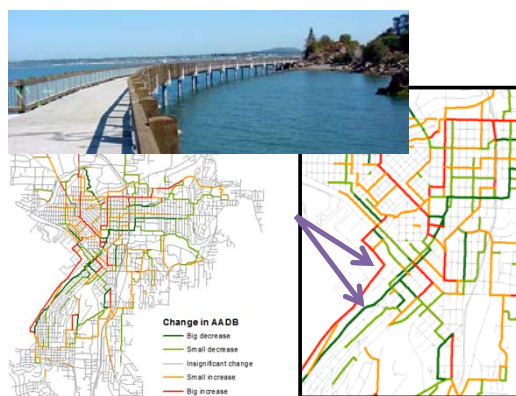 Change in AADB
Big decrease
Small decrease
Insignificant change
Small increase
Big increase